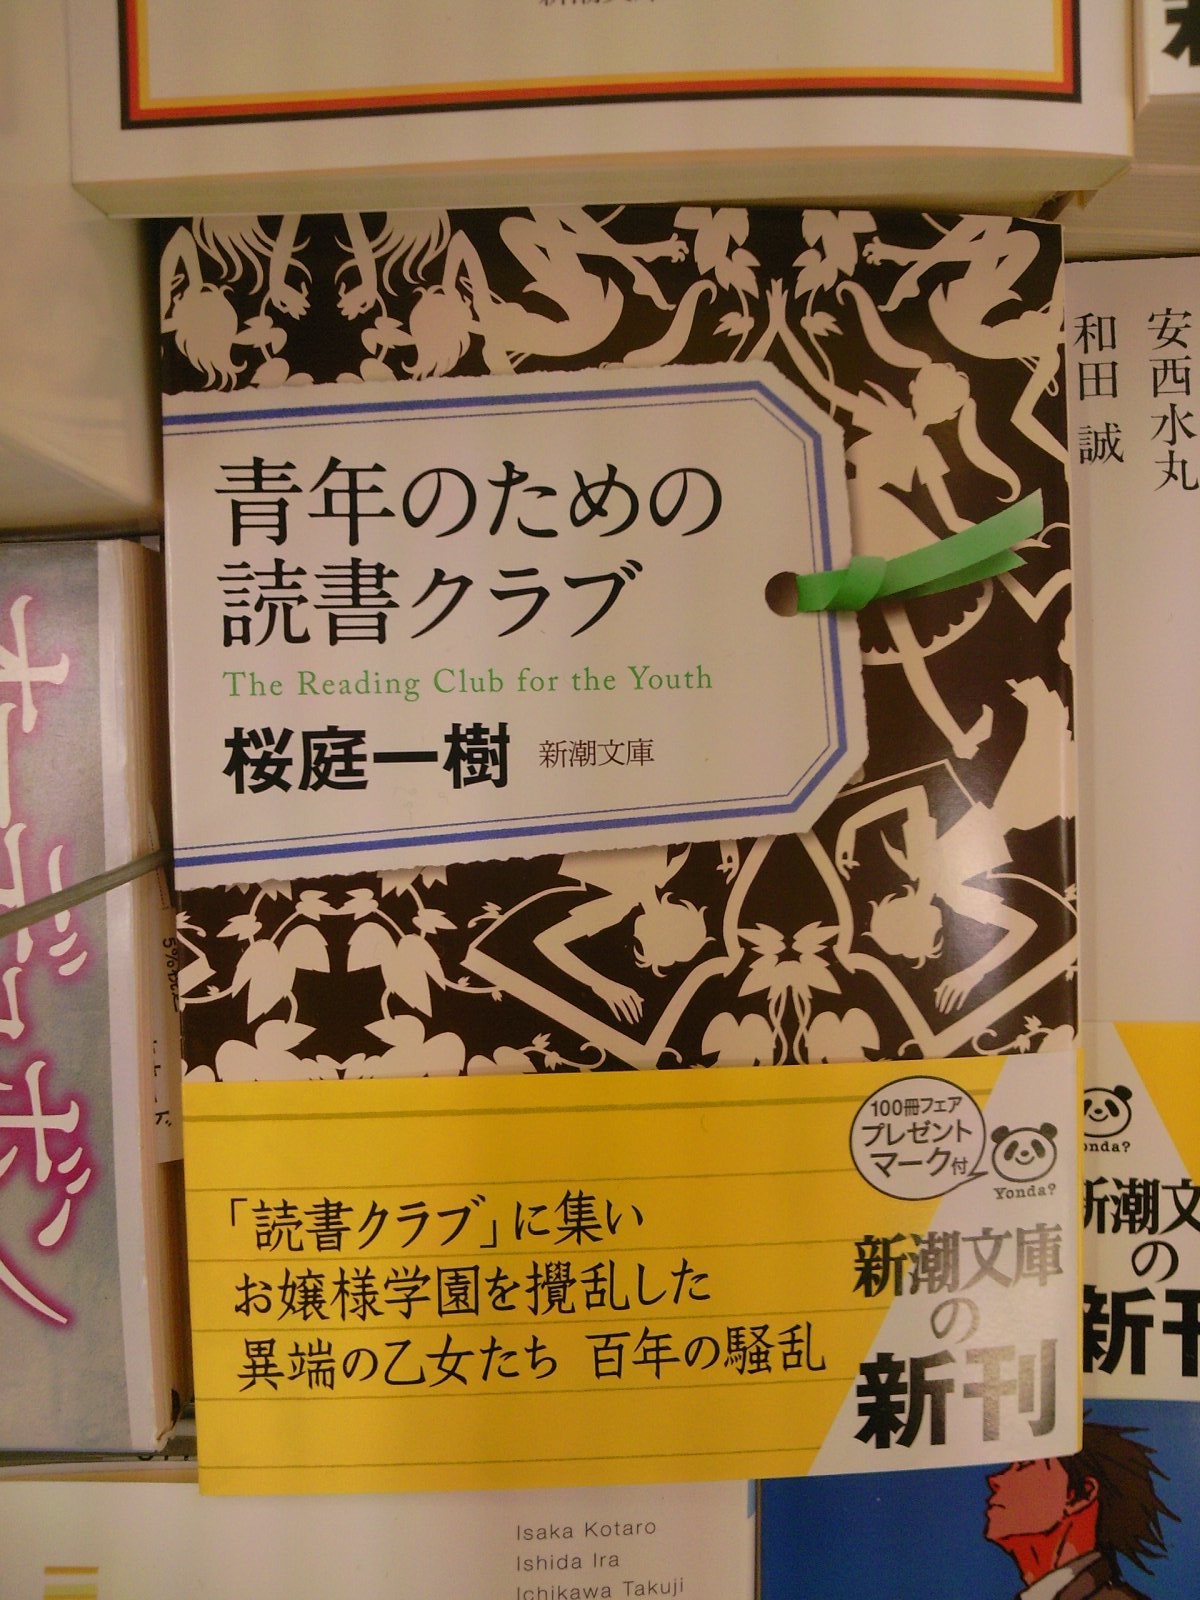 青年のための
読書クラブ
The Reading Club for the Youth
桜庭一樹 新潮文庫
「読書クラブ」に集い
お嬢様学園を攪乱した
異端の乙女たち 百年の騒乱
100冊フェア
プレゼント
マーク付
Yonda?
新潮文庫
の
新刊
安西水丸
和田 誠
新潮文
の
新刊
Isaka Kotaro
Ishida Ira
Ichikawa Takuji